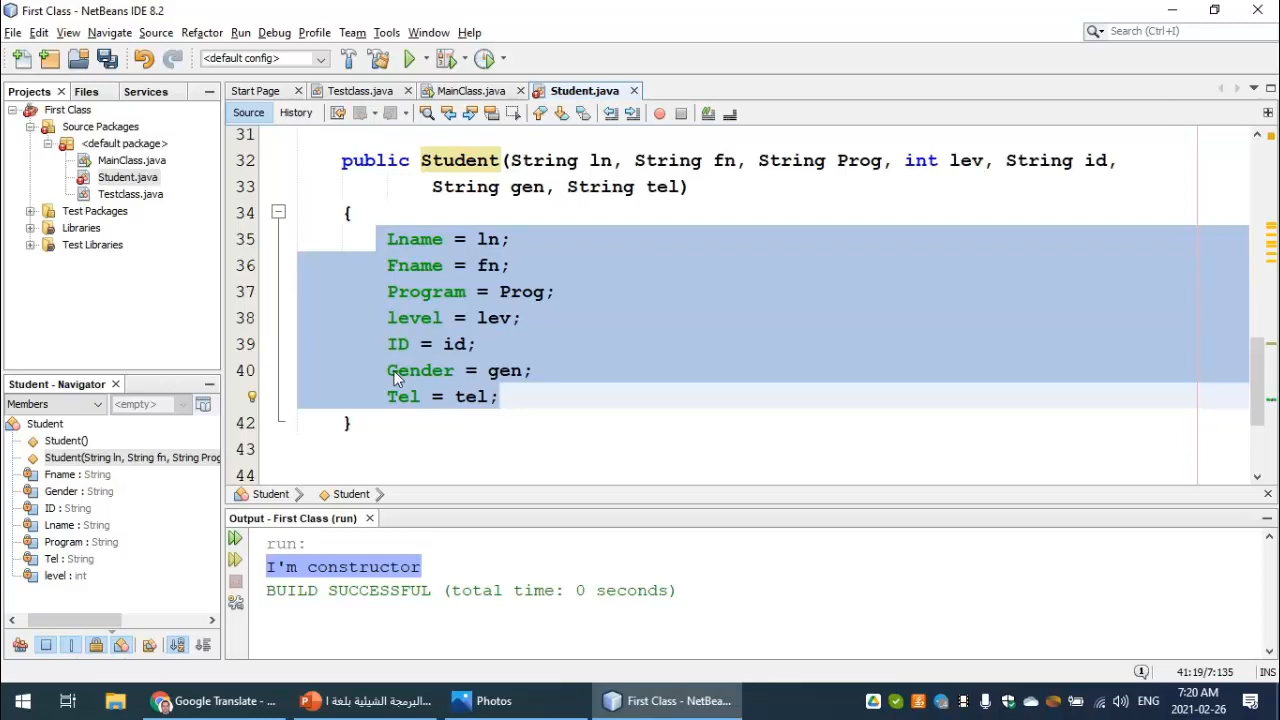 First Class - NetBeans IDE 8.2
File Edit View Navigate Source Refactor Run Debug Profile Team Tools Window Help
Search (Ctrl+I)
<default config>
Projects Files Services
Start Page Testclass.java MainClass.java Student.java
Source History
First Class
Source Packages
<default package>
MainClass.java
Student.java
Testclass.java
Test Packages
Libraries
Test Libraries
31
32 public Student(String ln, String fn, String Prog, int lev, String id,
33 String gen, String tel)
34 {
35 Lname = ln;
36 Fname = fn;
37 Program = Prog;
38 level = lev;
39 ID = id;
40 Gender = gen;
Tel = tel;
42 }
43
44
Student - Navigator
Members <empty>
Student
Student()
Student(String ln, String fn, String Prog
Fname : String
Gender : String
ID : String
Lname : String
Program : String
Tel : String
level : int
Student Student
Output - First Class (run)
run:
I'm constructor
BUILD SUCCESSFUL (total time: 0 seconds)
41:19/7:135 INS
Google Translate - ...
البرمجة الشيئية بلغة ا...
Photos
First Class - NetBea...
ENG
7:20 AM
2021-02-26